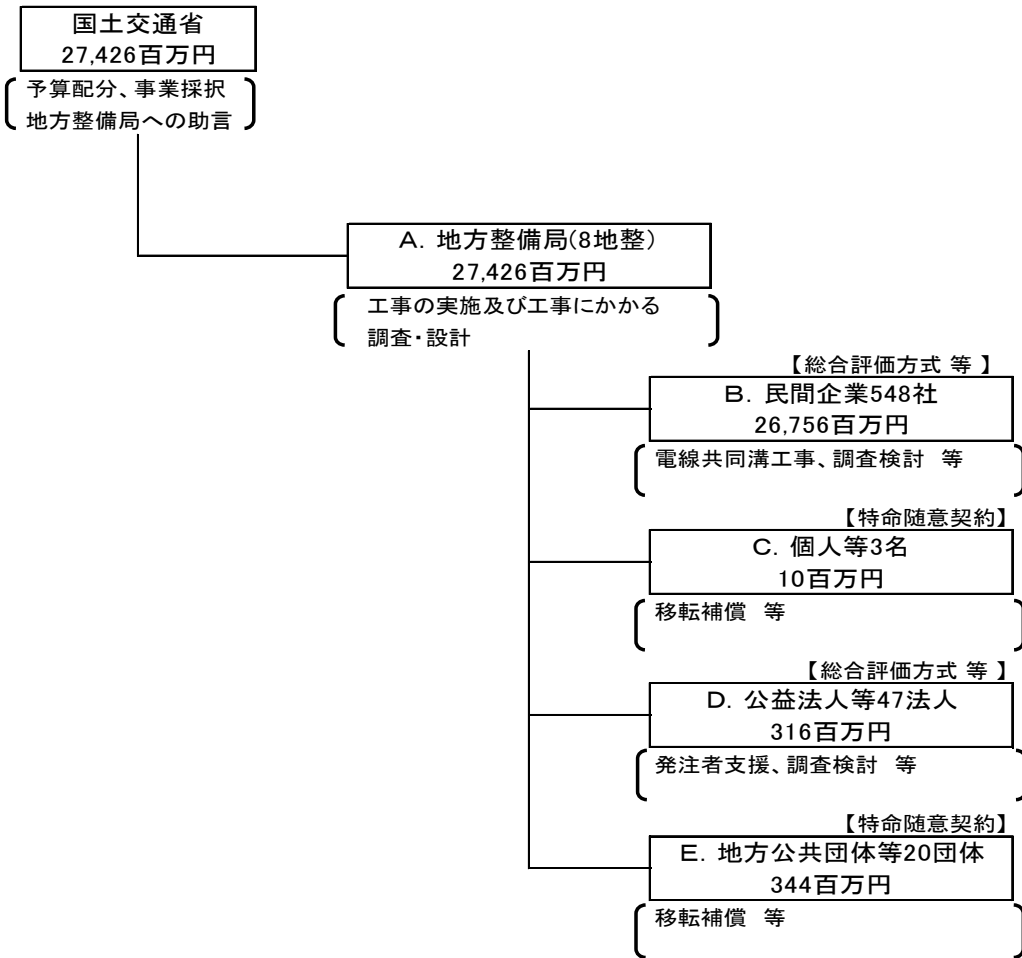 国土交通省
27,426百万円
予算配分、事業採択
地方整備局への助言
A. 地方整備局(8地整)
27,426百万円
工事の実施及び工事にかかる
調査・設計
【総合評価方式 等 】
B. 民間企業548社
26,756百万円
電線共同溝工事、調査検討 等
【特命随意契約】
C. 個人等3名
10百万円
移転補償 等
【総合評価方式 等 】
D. 公益法人等47法人
316百万円
発注者支援、調査検討 等
【特命随意契約】
E. 地方公共団体等20団体
344百万円
移転補償 等